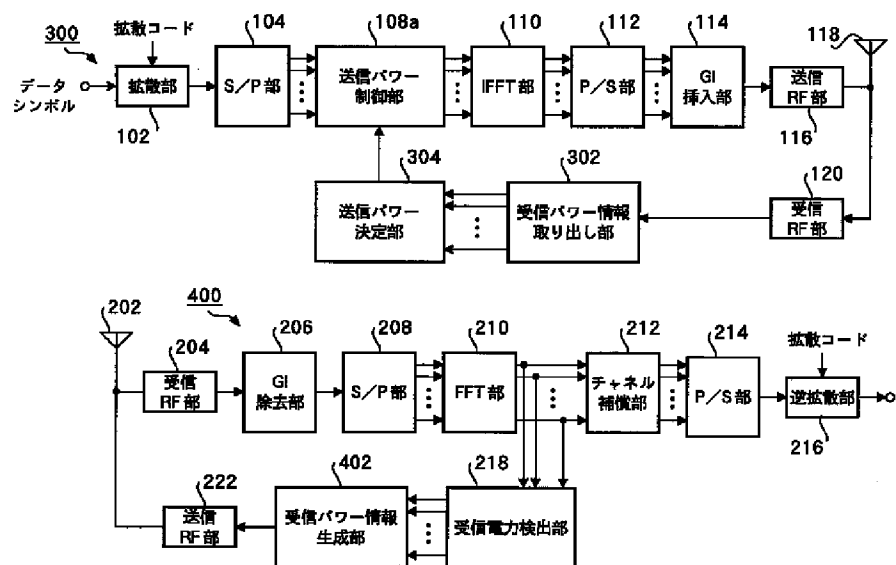 300
拡散コード
データ
シンボル
拡散部
102
104
S/P部
108a
送信パワー
制御部
110
IFFT部
112
P/S部
114
GI
挿入部
送信
RF部
116
118
304
送信パワー
決定部
302
受信パワー情報
取り出し部
120
受信
RF部
202
400
204
受信
RF部
206
GI
除去部
208
S/P部
210
FFT部
212
チャネル
補償部
214
P/S部
拡散コード
逆拡散部
216
222
送信
RF部
402
受信パワー情報
生成部
218
受信電力検出部